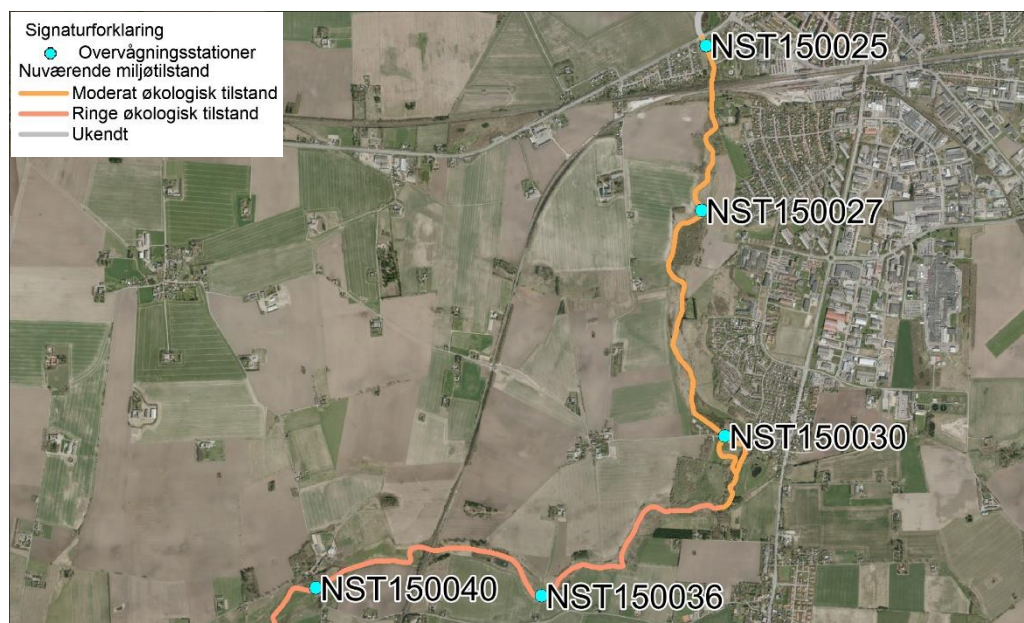 Signaturforklaring
Overvågningsstationer
Nuværende miljøtilstand
Moderat økologisk tilstand
Ringe økologisk tilstand
Ukendt
NST150025
NST150027
NST150030
NST150040
NST150036